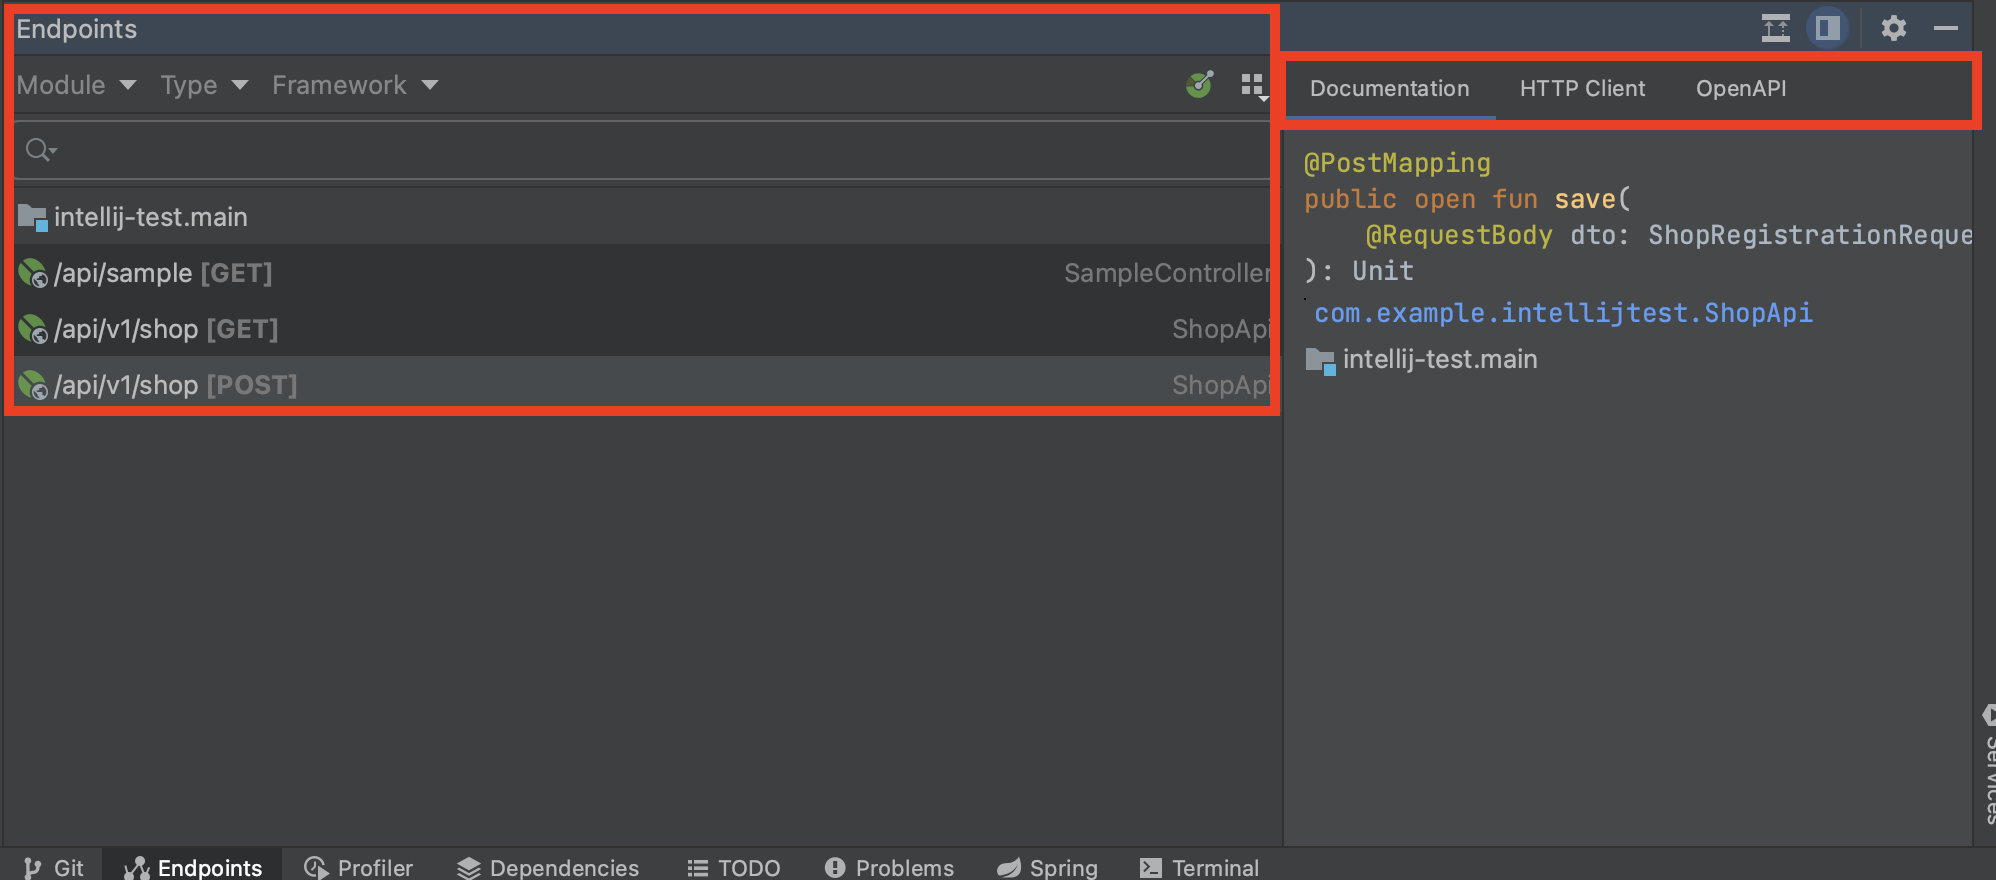 Endpoints
Module Type Framework
intellij-test.main
/api/sample [GET] SampleController
/api/v1/shop [GET] ShopApi
/api/v1/shop [POST] ShopApi
Documentation HTTP Client OpenAPI
@PostMapping
public open fun save(
@RequestBody dto: ShopRegistrationReque
): Unit
com.example.intellijtest.ShopApi
intellij-test.main
Services
Git Endpoints Profiler Dependencies TODO Problems Spring Terminal